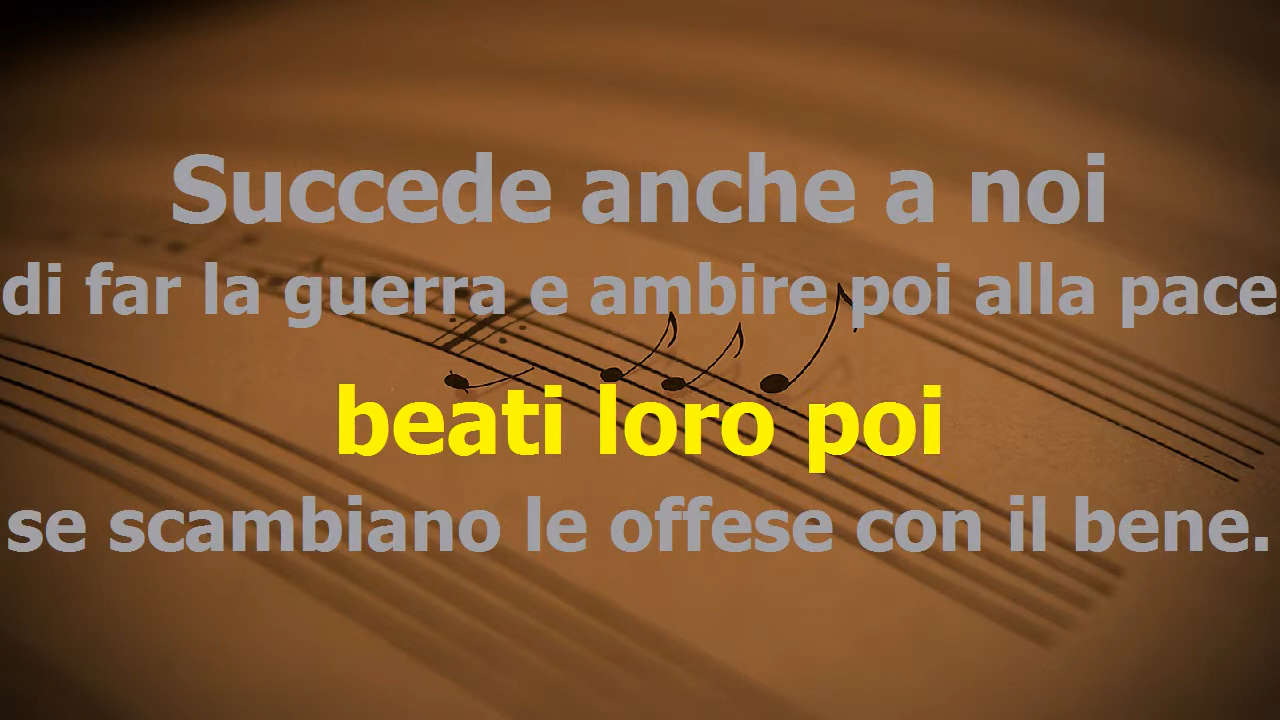 Succede anche a noi
di far la guerra e ambire poi alla pace
beati loro poi
se scambiano le offese con il bene.